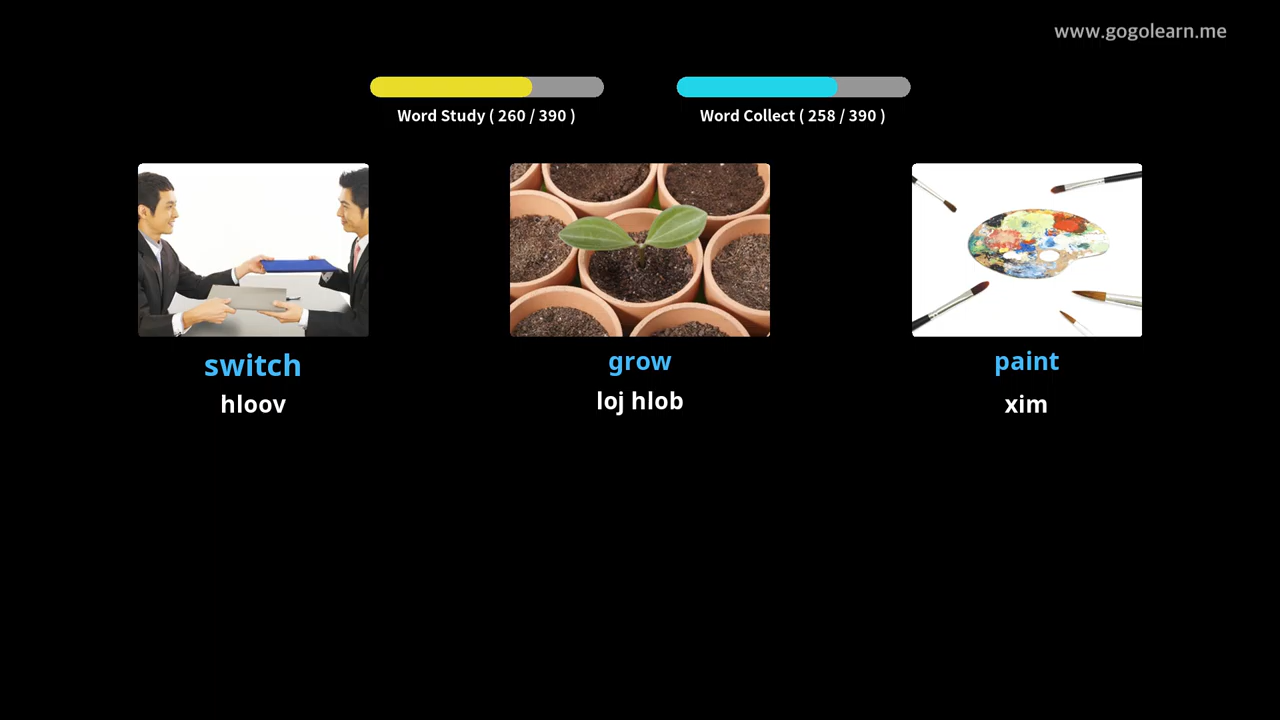 www.gogolearn.me
Word Study ( 260 / 390 )
Word Collect ( 258 / 390 )
switch
hloov
grow
loj hlob
paint
xim